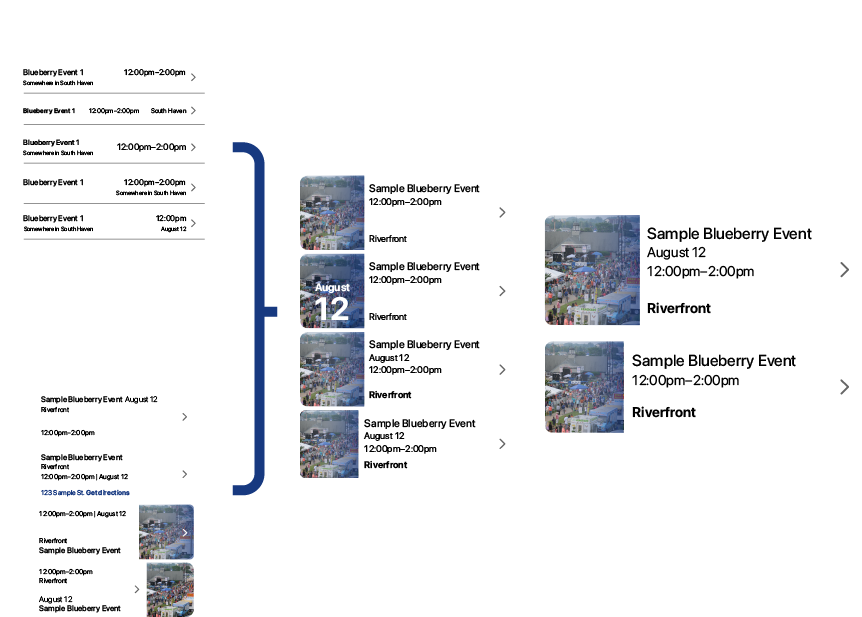 Blueberry Event 1 12:00pm–2:00pm
Somewhere in South Haven
Blueberry Event 1 12:00pm–2:00pm South Haven
Blueberry Event 1
Somewhere in South Haven 12:00pm–2:00pm
Blueberry Event 1 12:00pm–2:00pm
Somewhere in South Haven
Blueberry Event 1 12:00pm
Somewhere in South Haven August 12
Sample Blueberry Event August 12
Riverfront
12:00pm–2:00pm
Sample Blueberry Event
Riverfront
12:00pm–2:00pm | August 12
123 Sample St. Get directions
12:00pm–2:00pm | August 12
Riverfront
Sample Blueberry Event
12:00pm–2:00pm
Riverfront
August 12
Sample Blueberry Event
Sample Blueberry Event
12:00pm–2:00pm
Riverfront
August
12
Sample Blueberry Event
12:00pm–2:00pm
Riverfront
Sample Blueberry Event
August 12
12:00pm–2:00pm
Riverfront
Sample Blueberry Event
August 12
12:00pm–2:00pm
Riverfront
Sample Blueberry Event
August 12
12:00pm–2:00pm
Riverfront
Sample Blueberry Event
12:00pm–2:00pm
Riverfront